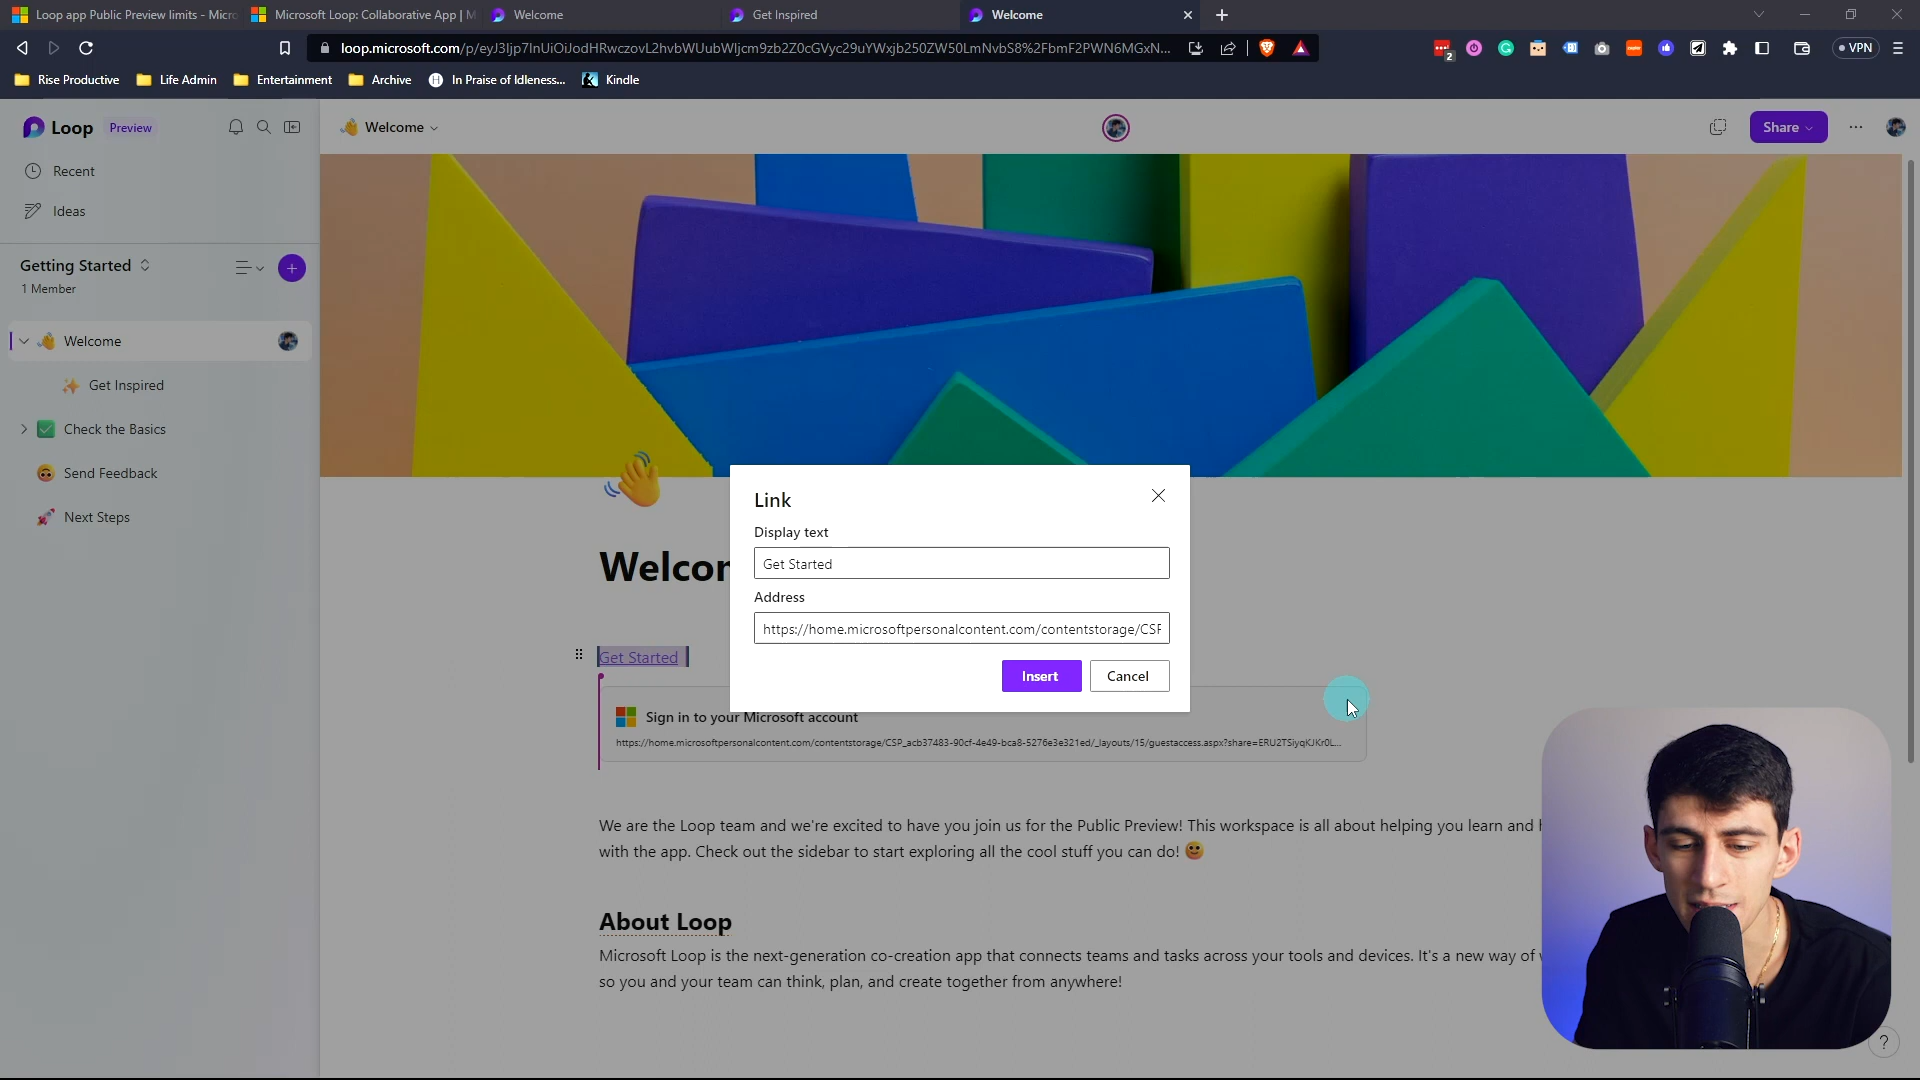 Loop app Public Preview limits - Micro
Microsoft Loop: Collaborative App | M
Welcome
Get Inspired
Welcome
loop.microsoft.com/p/eyJ3Ijp7InUiOiJodHRwczovL2hvbWUubWljcm9zb2Z0cGVyc29uYWxjb250ZW50LmNvbS8%2FbmF2PWN6MGxN...
2
VPN
Rise Productive
Life Admin
Entertainment
Archive
In Praise of Idleness...
Kindle
Loop
Preview
Welcome
Share
Recent
Ideas
Getting Started
1 Member
Welcome
Get Inspired
Check the Basics
Send Feedback
Next Steps
Link
Display text
Get Started
Address
https://home.microsoftpersonalcontent.com/contentstorage/CSF
Insert
Cancel
Welcom
Get Started
Sign in to your Microsoft account
https://home.microsoftpersonalcontent.com/contentstorage/CSP_acb37483-90cf-4e49-bca8-5276e3e321ed/_layouts/15/guestaccess.aspx?share=ERU2TSiyqKJKr0L...
We are the Loop team and we're excited to have you join us for the Public Preview! This workspace is all about helping you learn and
with the app. Check out the sidebar to start exploring all the cool stuff you can do!
About Loop
Microsoft Loop is the next-generation co-creation app that connects teams and tasks across your tools and devices. It's a new way of
so you and your team can think, plan, and create together from anywhere!
?